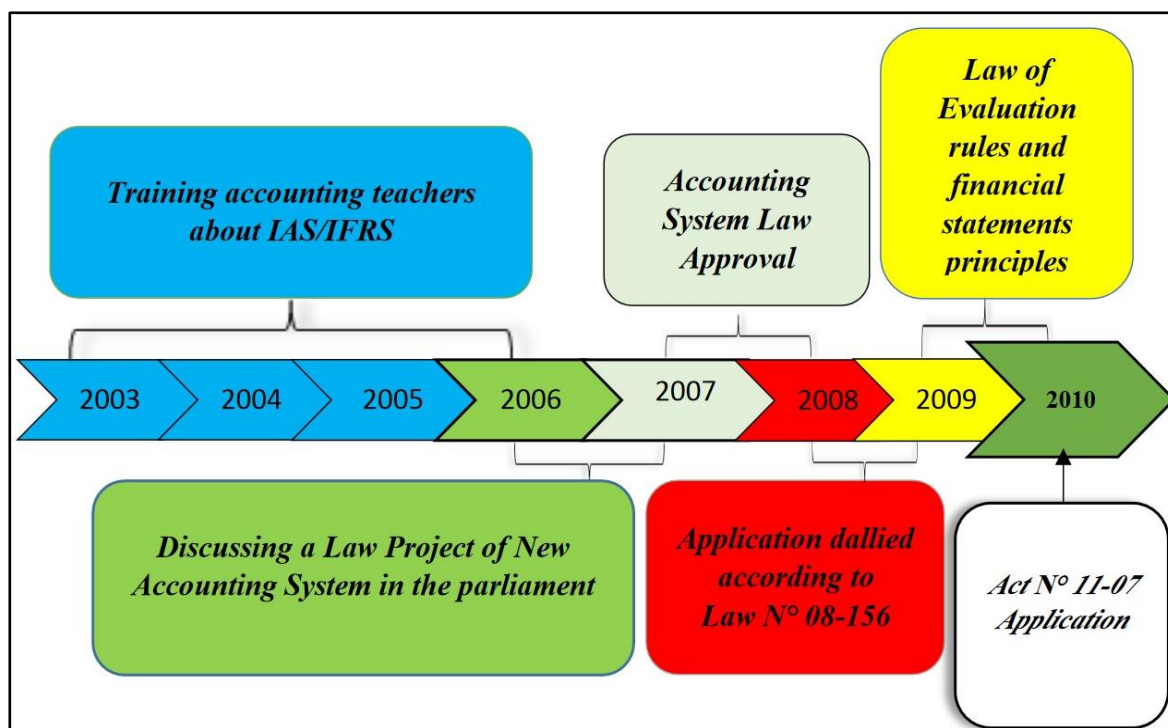 Training accounting teachers
about IAS/IFRS
Accounting
System Law
Approval
Law of
Evaluation
rules and
financial
statements
principles
2003
2004
2005
2006
2007
2008
2009
2010
Discussing a Law Project of New
Accounting System in the parliament
Application dallied
according to
Law N° 08-156
Act N° 11-07
Application